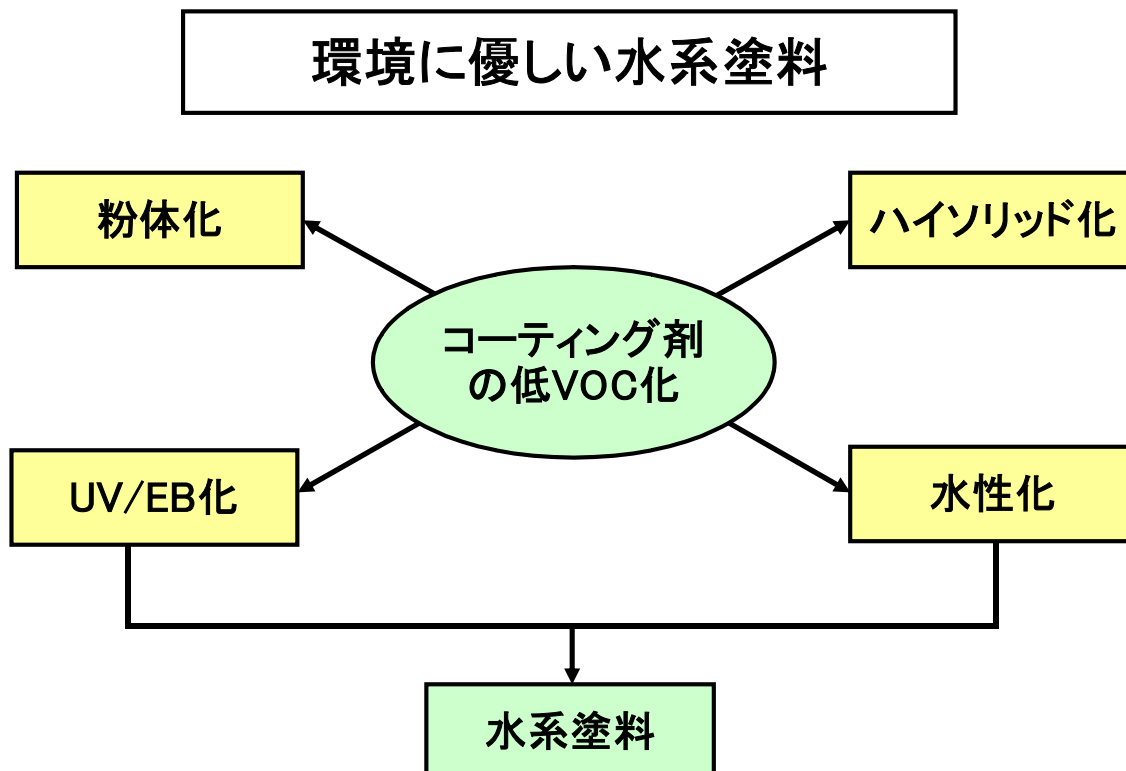 環境に優しい水系塗料
粉体化
ハイソリッド化
コーティング剤
の低VOC化
UV/EB化
水性化
水系塗料